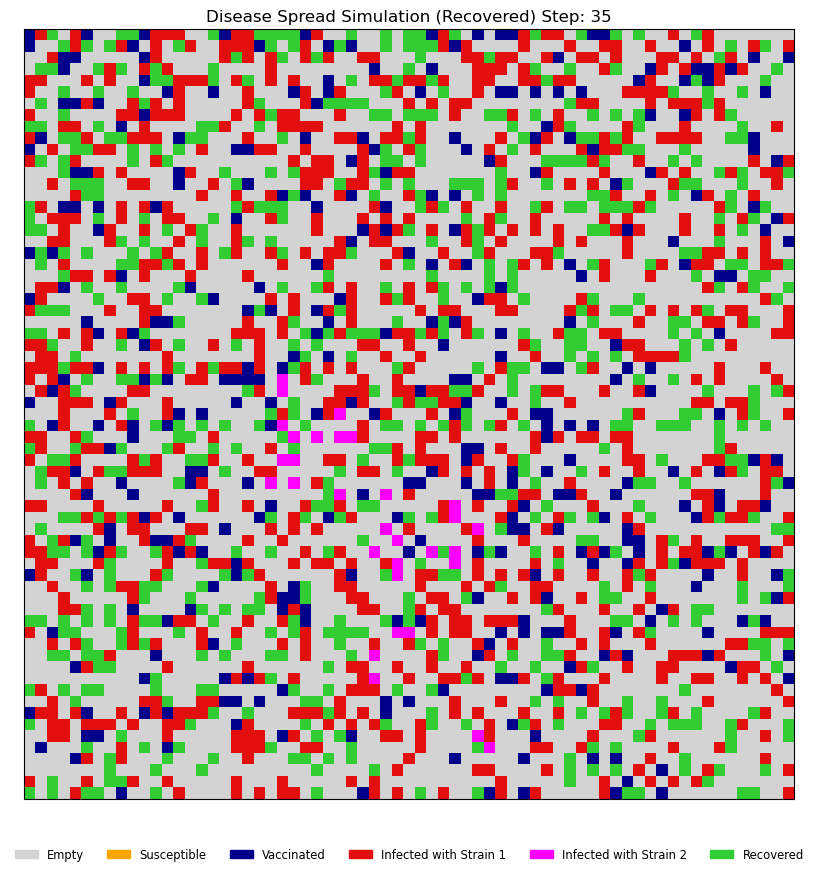 Disease Spread Simulation (Recovered) Step: 35
Empty Susceptible Vaccinated Infected with Strain 1 Infected with Strain 2 Recovered